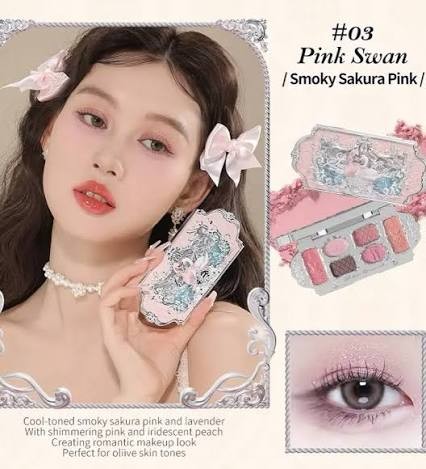 #03
Pink Swan
/ Smoky Sakura Pink /
Cool-toned smoky sakura pink and lavender
With shimmering pink and iridescent peach
Creating romantic makeup look
Perfect for oliive skin tones